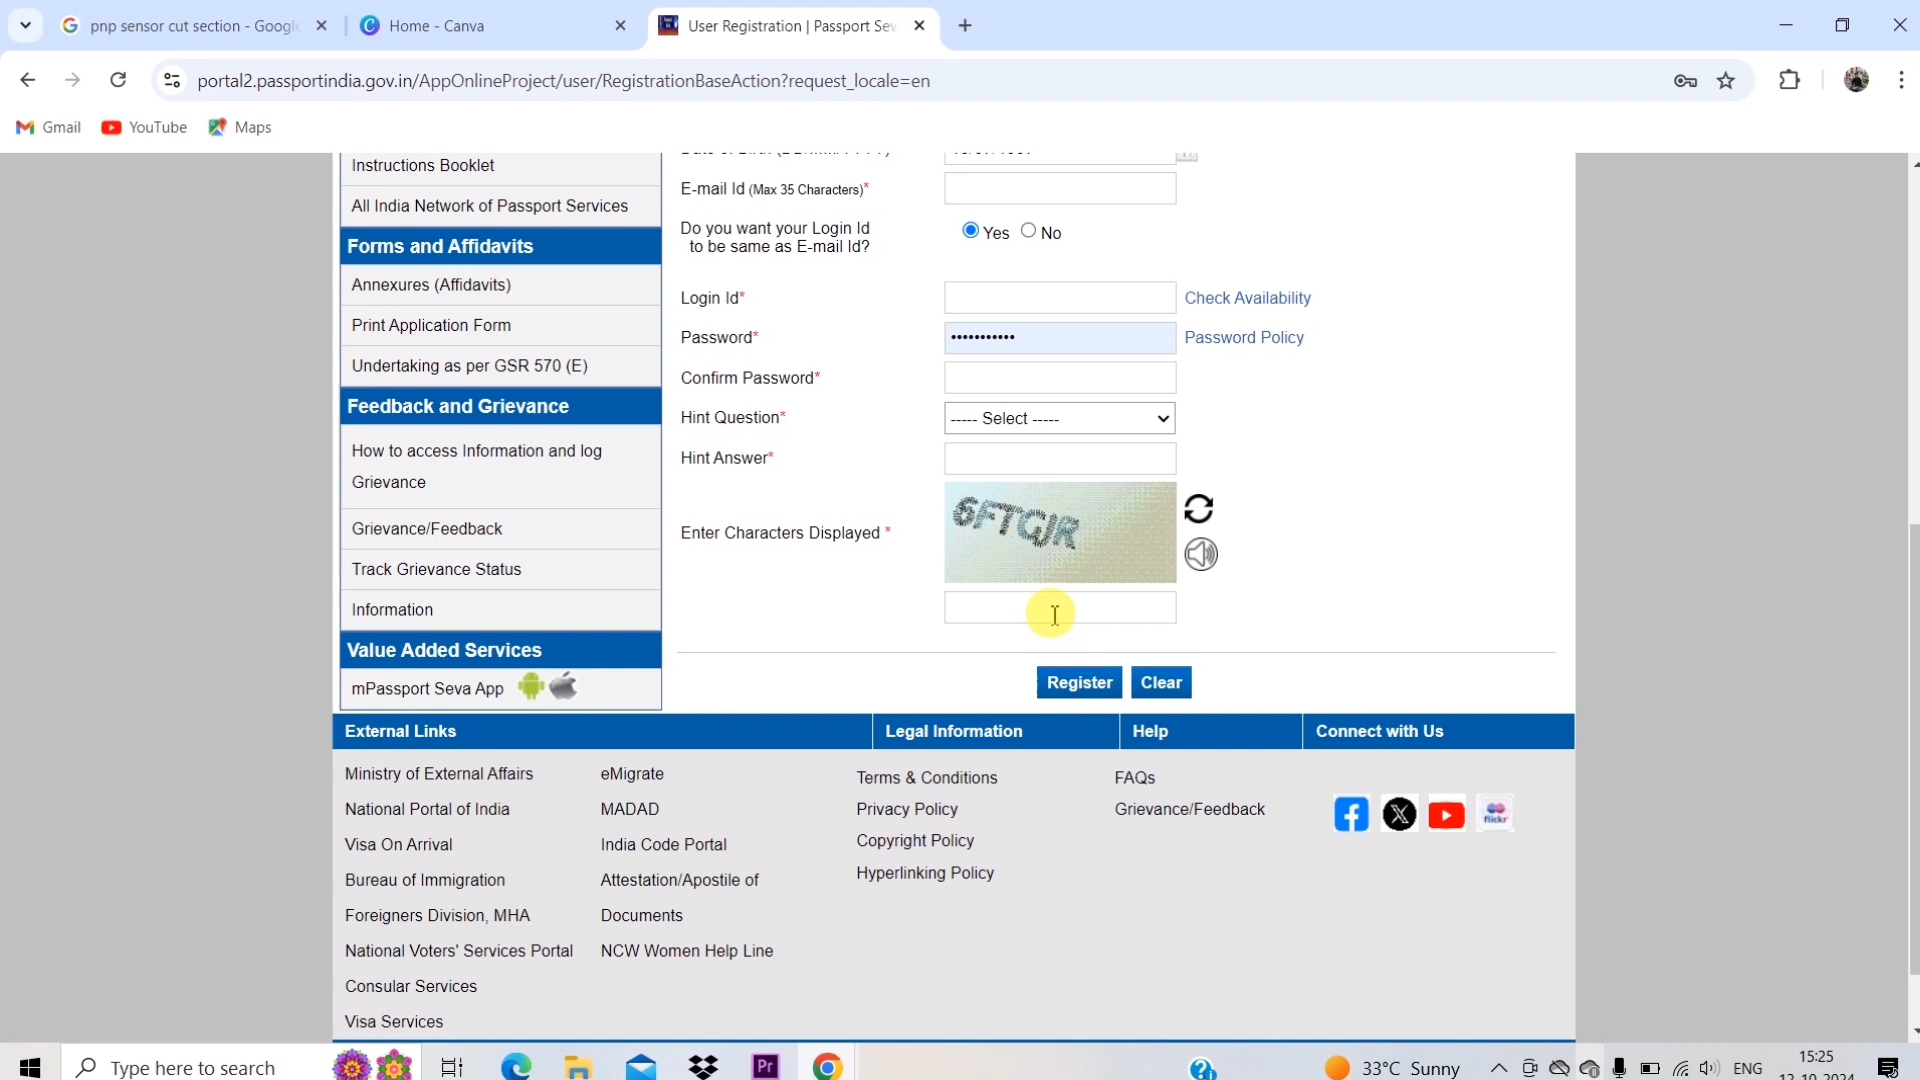 pnp sensor cut section - Google
Home - Canva
User Registration | Passport Sev
portal2.passportindia.gov.in/AppOnlineProject/user/RegistrationBaseAction?request_locale=en
Gmail
YouTube
Maps
Instructions Booklet
All India Network of Passport Services
Forms and Affidavits
Annexures (Affidavits)
Print Application Form
Undertaking as per GSR 570 (E)
Feedback and Grievance
How to access Information and log
Grievance
Grievance/Feedback
Track Grievance Status
Information
Value Added Services
mPassport Seva App
E-mail Id (Max 35 Characters)*
Do you want your Login Id
to be same as E-mail Id?
Yes
No
Login Id*
Check Availability
Password*
•••••••••••
Password Policy
Confirm Password*
Hint Question*
----- Select -----
Hint Answer*
Enter Characters Displayed *
6FTGJR
Register
Clear
External Links
Legal Information
Help
Connect with Us
Ministry of External Affairs
National Portal of India
Visa On Arrival
Bureau of Immigration
Foreigners Division, MHA
National Voters' Services Portal
Consular Services
Visa Services
eMigrate
MADAD
India Code Portal
Attestation/Apostile of
Documents
NCW Women Help Line
Terms & Conditions
Privacy Policy
Copyright Policy
Hyperlinking Policy
FAQs
Grievance/Feedback
flickr
Type here to search
Pr
33°C Sunny
ENG
15:25
12-10-2024